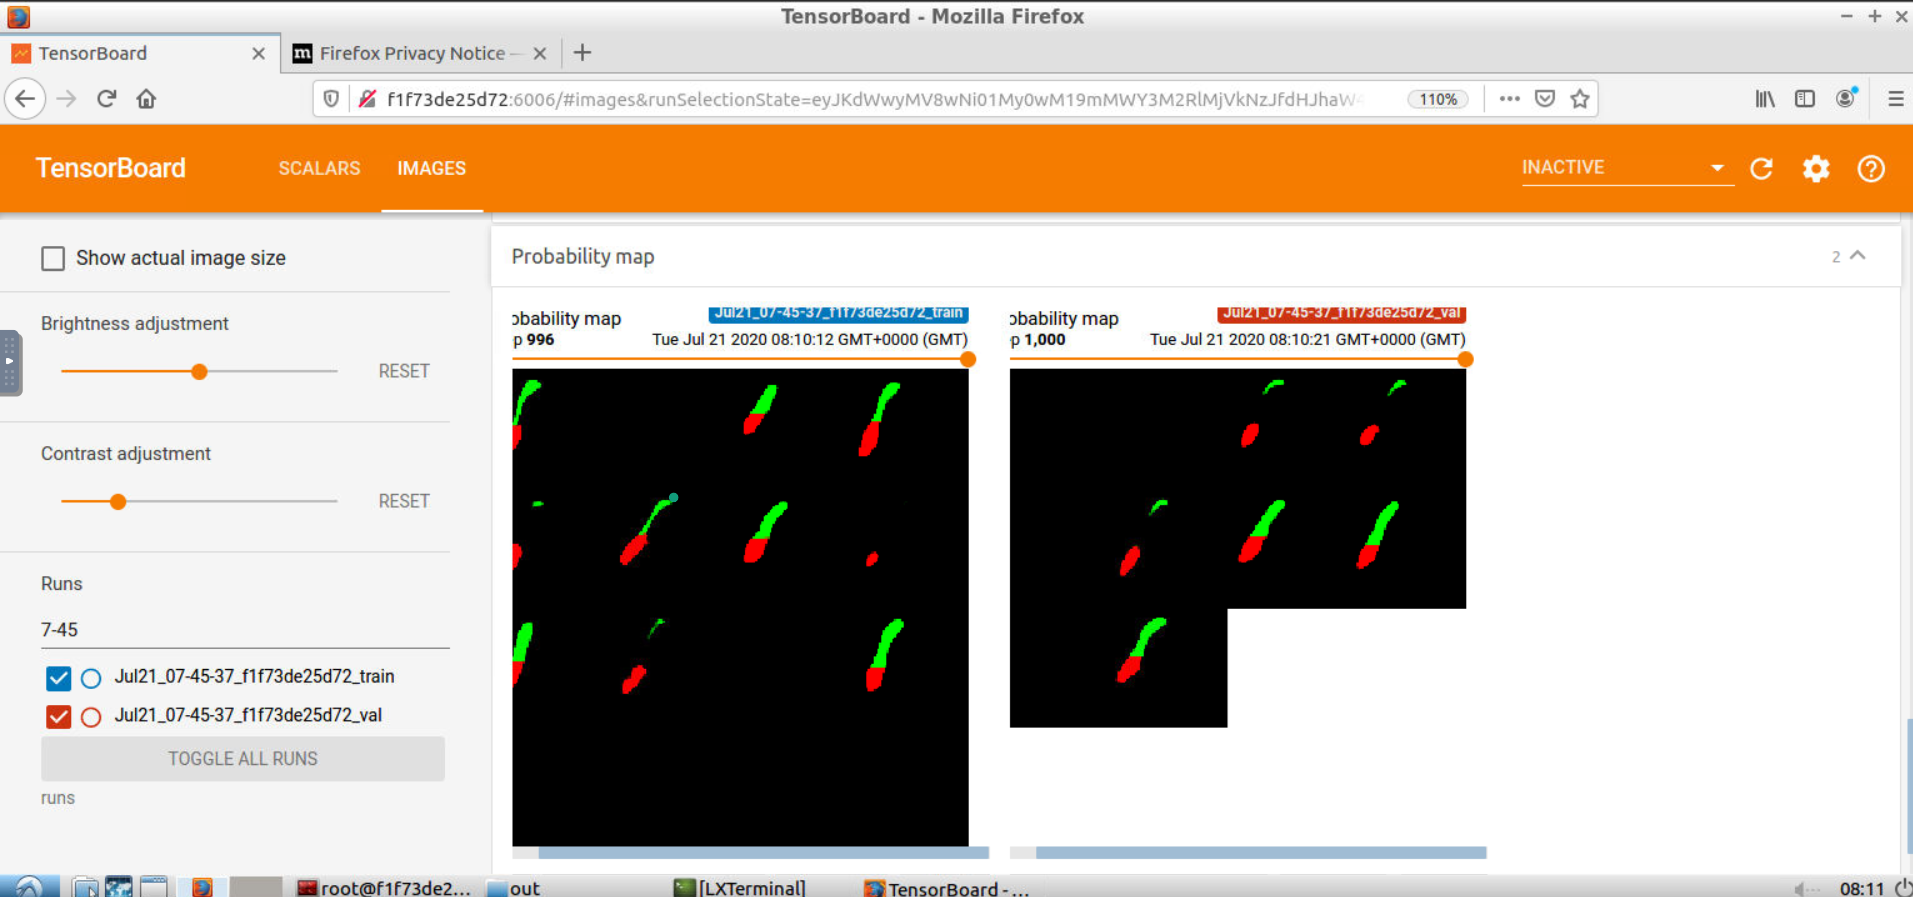 TensorBoard - Mozilla Firefox
TensorBoard
Firefox Privacy Notice —
f1f73de25d72:6006/#images&runSelectionState=eyJKdWwyMV8wNi01My0wM19mMWY3M2RlMjVkNzJfdHJhaW4
110%
TensorBoard
SCALARS
IMAGES
INACTIVE
Show actual image size
Brightness adjustment
RESET
Contrast adjustment
RESET
Runs
7-45
Jul21_07-45-37_f1f73de25d72_train
Jul21_07-45-37_f1f73de25d72_val
TOGGLE ALL RUNS
runs
Probability map
2
obability map
Jul21_07-45-37_f1f73de25d72_train
p 996
Tue Jul 21 2020 08:10:12 GMT+0000 (GMT)
obability map
Jul21_07-45-37_f1f73de25d72_val
p 1,000
Tue Jul 21 2020 08:10:21 GMT+0000 (GMT)
root@f1f73de2...
out
[LXTerminal]
TensorBoard - ...
08:11